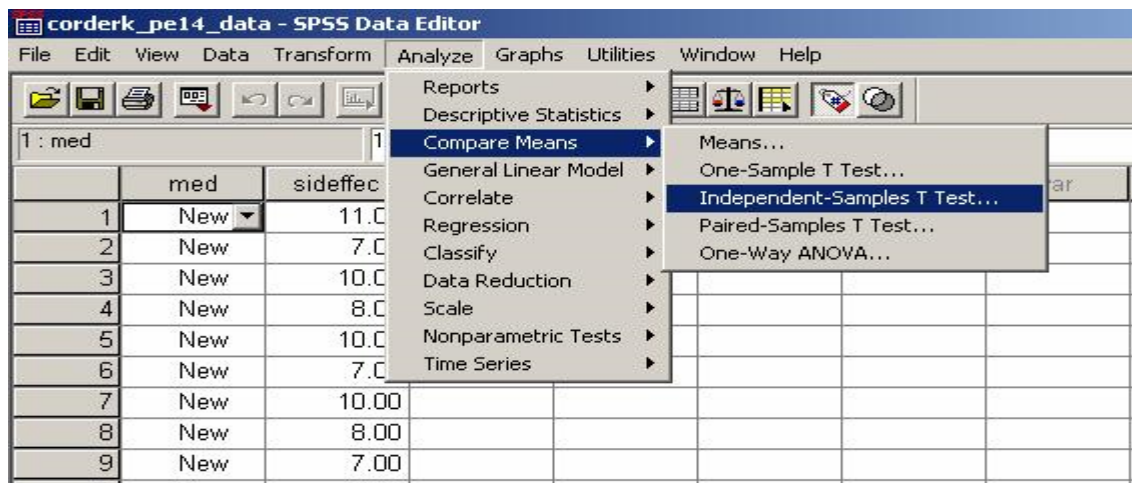 corderk_pe14_data - SPSS Data Editor
File Edit View Data Transform Analyze Graphs Utilities Window Help
Reports
Descriptive Statistics
Compare Means
General Linear Model
Correlate
Regression
Classify
Data Reduction
Scale
Nonparametric Tests
Time Series
Means...
One-Sample T Test...
Independent-Samples T Test...
Paired-Samples T Test...
One-Way ANOVA...
1 : med 1
med sideffec
1 New 11.0
2 New 7.0
3 New 10.0
4 New 8.0
5 New 10.0
6 New 7.0
7 New 10.00
8 New 8.00
9 New 7.00